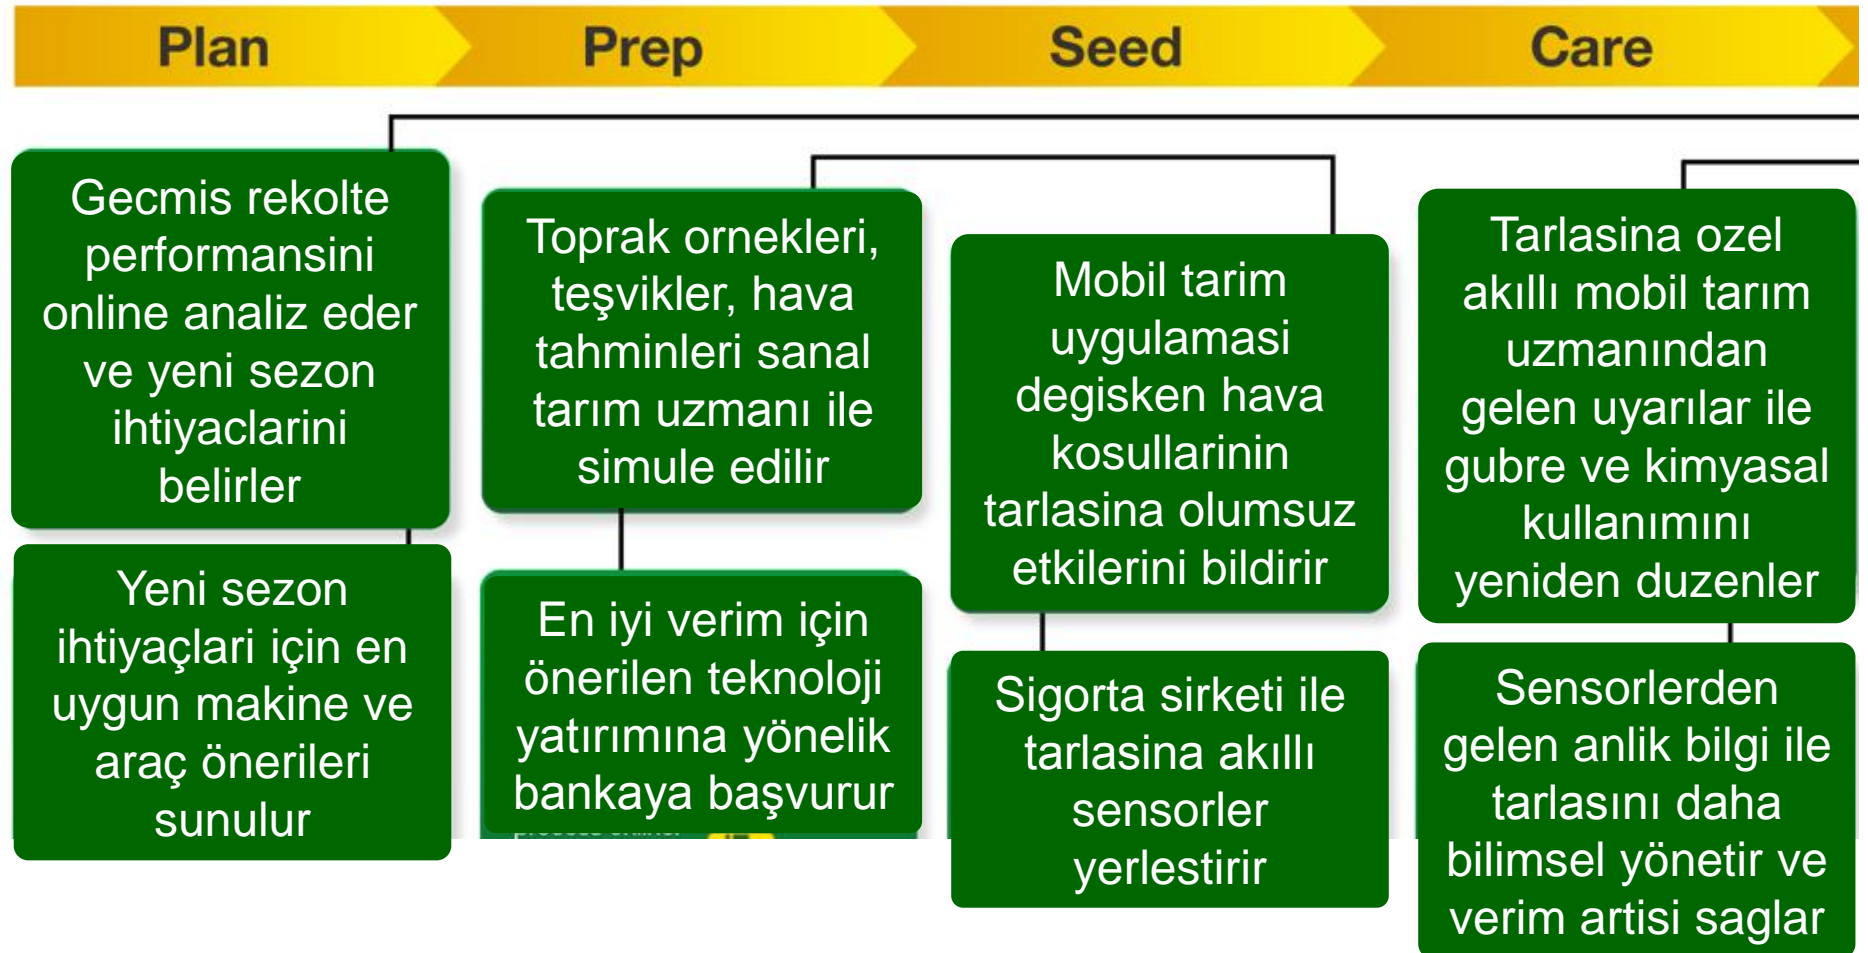 Plan
Prep
Seed
Care
Gecmis rekolte
performansini
online analiz eder
ve yeni sezon
ihtiyaclarini
belirler
Yeni sezon
ihtiyaçlari için en
uygun makine ve
araç önerileri
sunulur
Toprak ornekleri,
teşvikler, hava
tahminleri sanal
tarım uzmanı ile
simule edilir
En iyi verim için
önerilen teknoloji
yatırımına yönelik
bankaya başvurur
Mobil tarim
uygulamasi
degisken hava
kosullarinin
tarlasina olumsuz
etkilerini bildirir
Sigorta sirketi ile
tarlasina akıllı
sensorler
yerlestirir
Tarlasina ozel
akıllı mobil tarım
uzmanından
gelen uyarılar ile
gubre ve kimyasal
kullanımını
yeniden duzenler
Sensorlerden
gelen anlik bilgi ile
tarlasını daha
bilimsel yönetir ve
verim artisi saglar